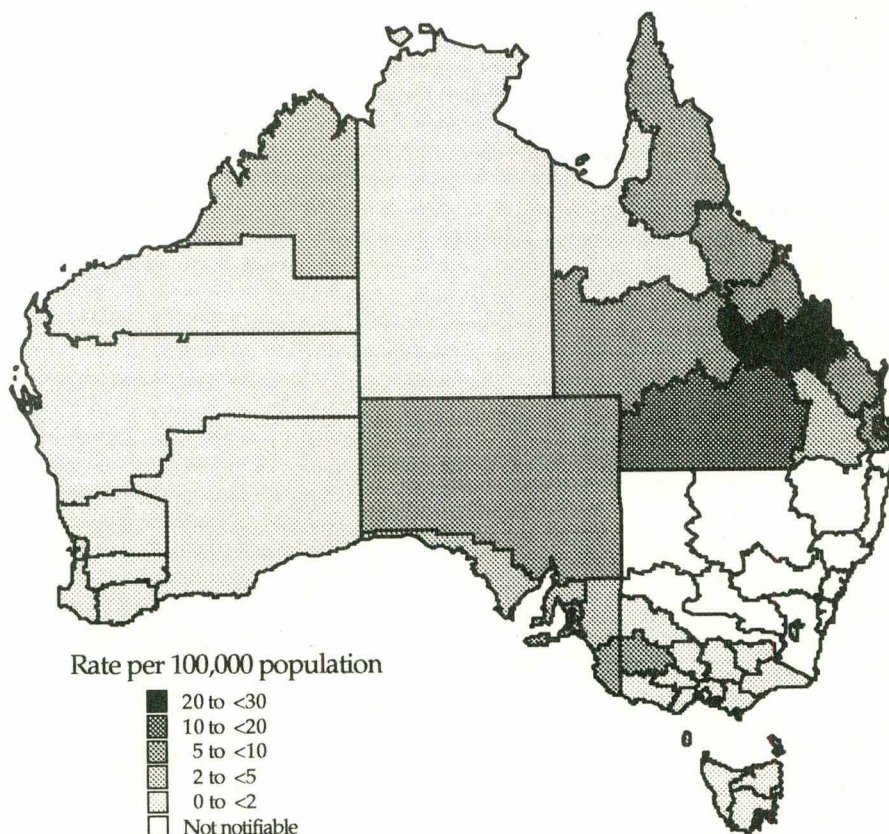 Rate per 100,000 population
20 to <30
10 to <20
5 to <10
2 to <5
0 to <2
Not notifiable